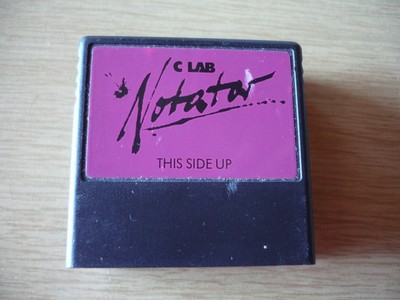 C LAB
Notator
THIS SIDE UP